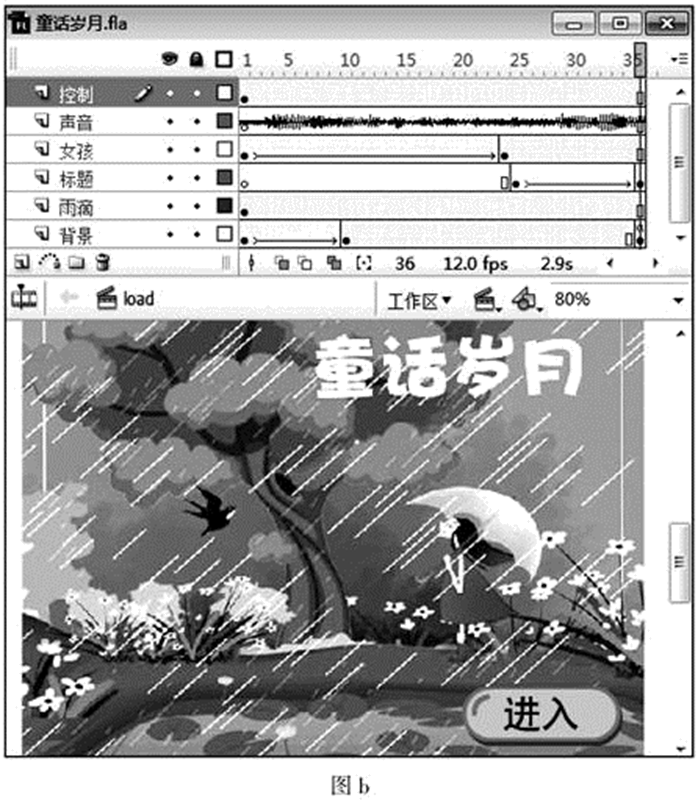 童话岁月.fla
1 5 10 15 20 25 30 35
控制
声音
女孩
标题
雨滴
背景
36 12.0 fps 2.9s
load 工作区 80%
童话岁月
进入
图 b